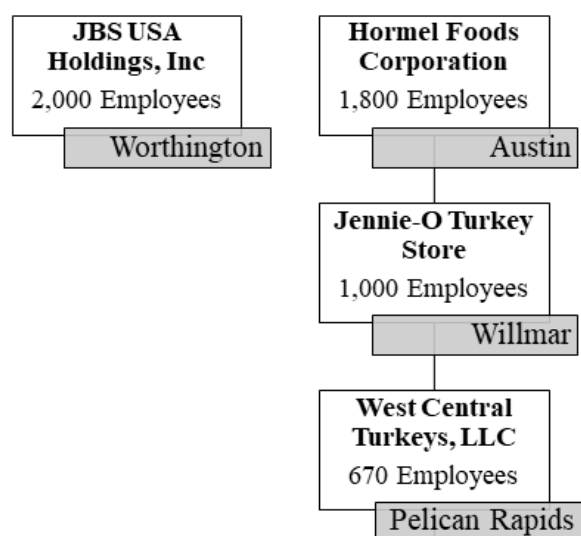 JBS USA
Holdings, Inc
2,000 Employees
Worthington
Hormel Foods
Corporation
1,800 Employees
Austin
Jennie-O Turkey
Store
1,000 Employees
Willmar
West Central
Turkeys, LLC
670 Employees
Pelican Rapids